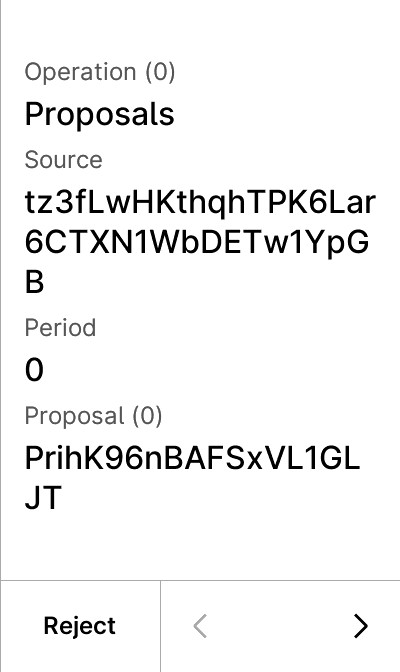 Operation (0)
Proposals
Source
tz3fLwHKthqhTPK6Lar
6CTXN1WbDETw1YpG
B
Period
0
Proposal (0)
PrihK96nBAFSxVL1GL
JT
Reject